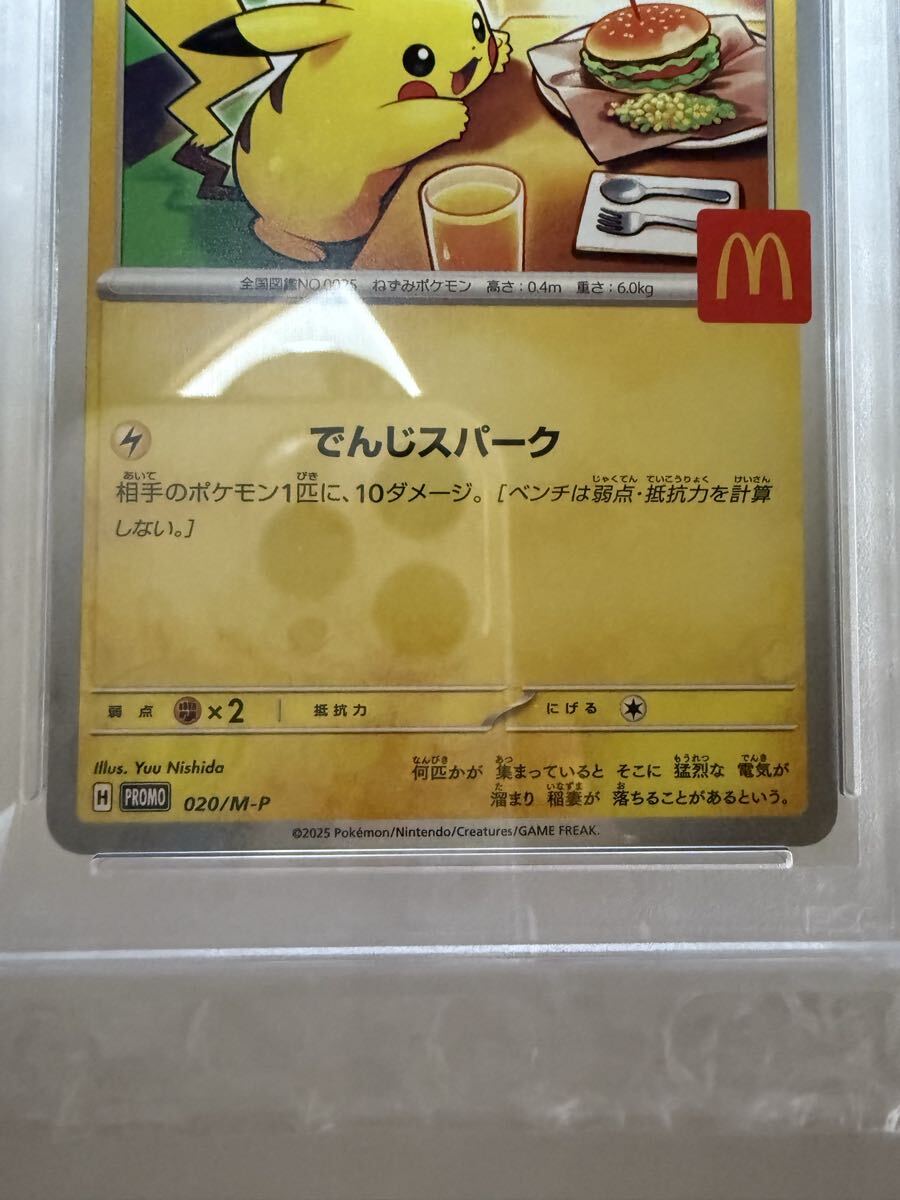 全国図鑑NO.0025 ねずみポケモン 高さ:0.4m 重さ:6.0kg
M
でんじスパーク
相手のポケモン1匹に、10ダメージ。[ベンチは弱点・抵抗力を計算
しない。]
弱点 ×2 抵抗力 にげる
Illus. Yuu Nishida
H PROMO 020/M-P
何匹かが 集まっていると そこに 猛烈な 電気が
溜まり 稲妻が 落ちることがあるという。
©2025 Pokémon/Nintendo/Creatures/GAME FREAK.